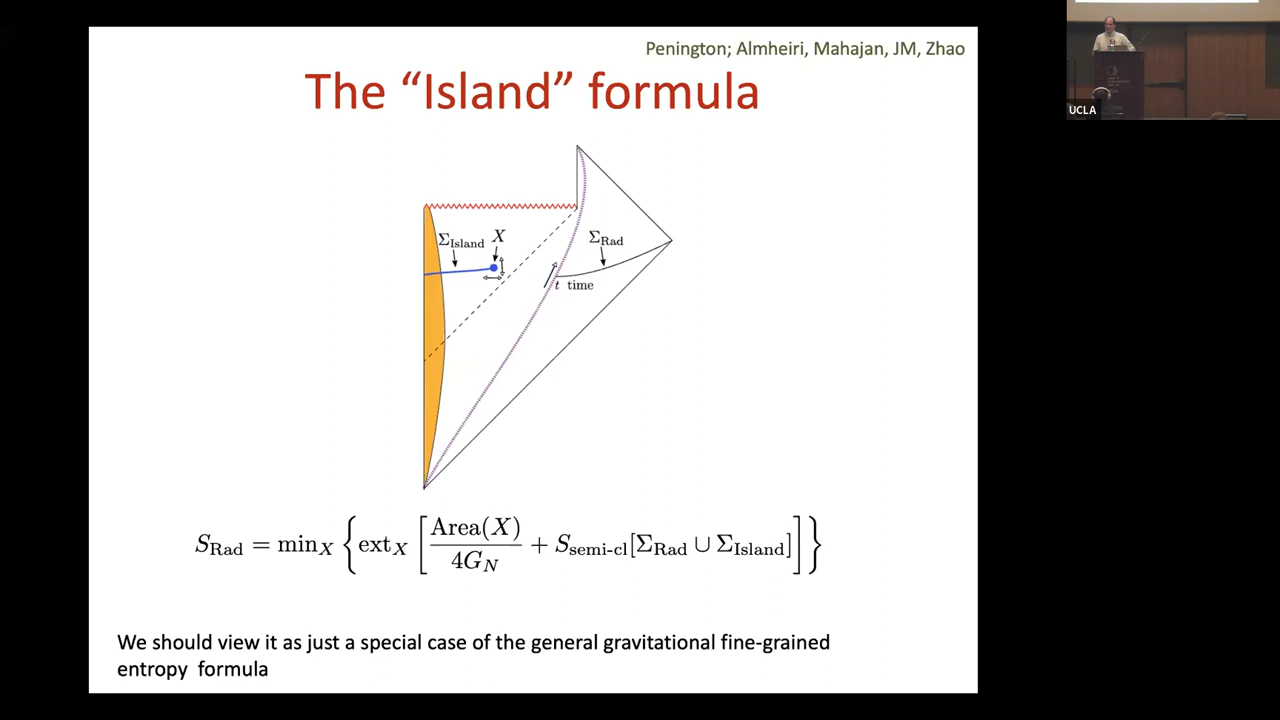 Penington; Almheiri, Mahajan, JM, Zhao
The “Island” formula
Σ_Island X
Σ_Rad
t time
S_Rad = min_X { ext_X [ Area(X) / 4G_N + S_semi-cl[Σ_Rad ∪ Σ_Island] ] }
We should view it as just a special case of the general gravitational fine-grained
entropy formula
UCLA